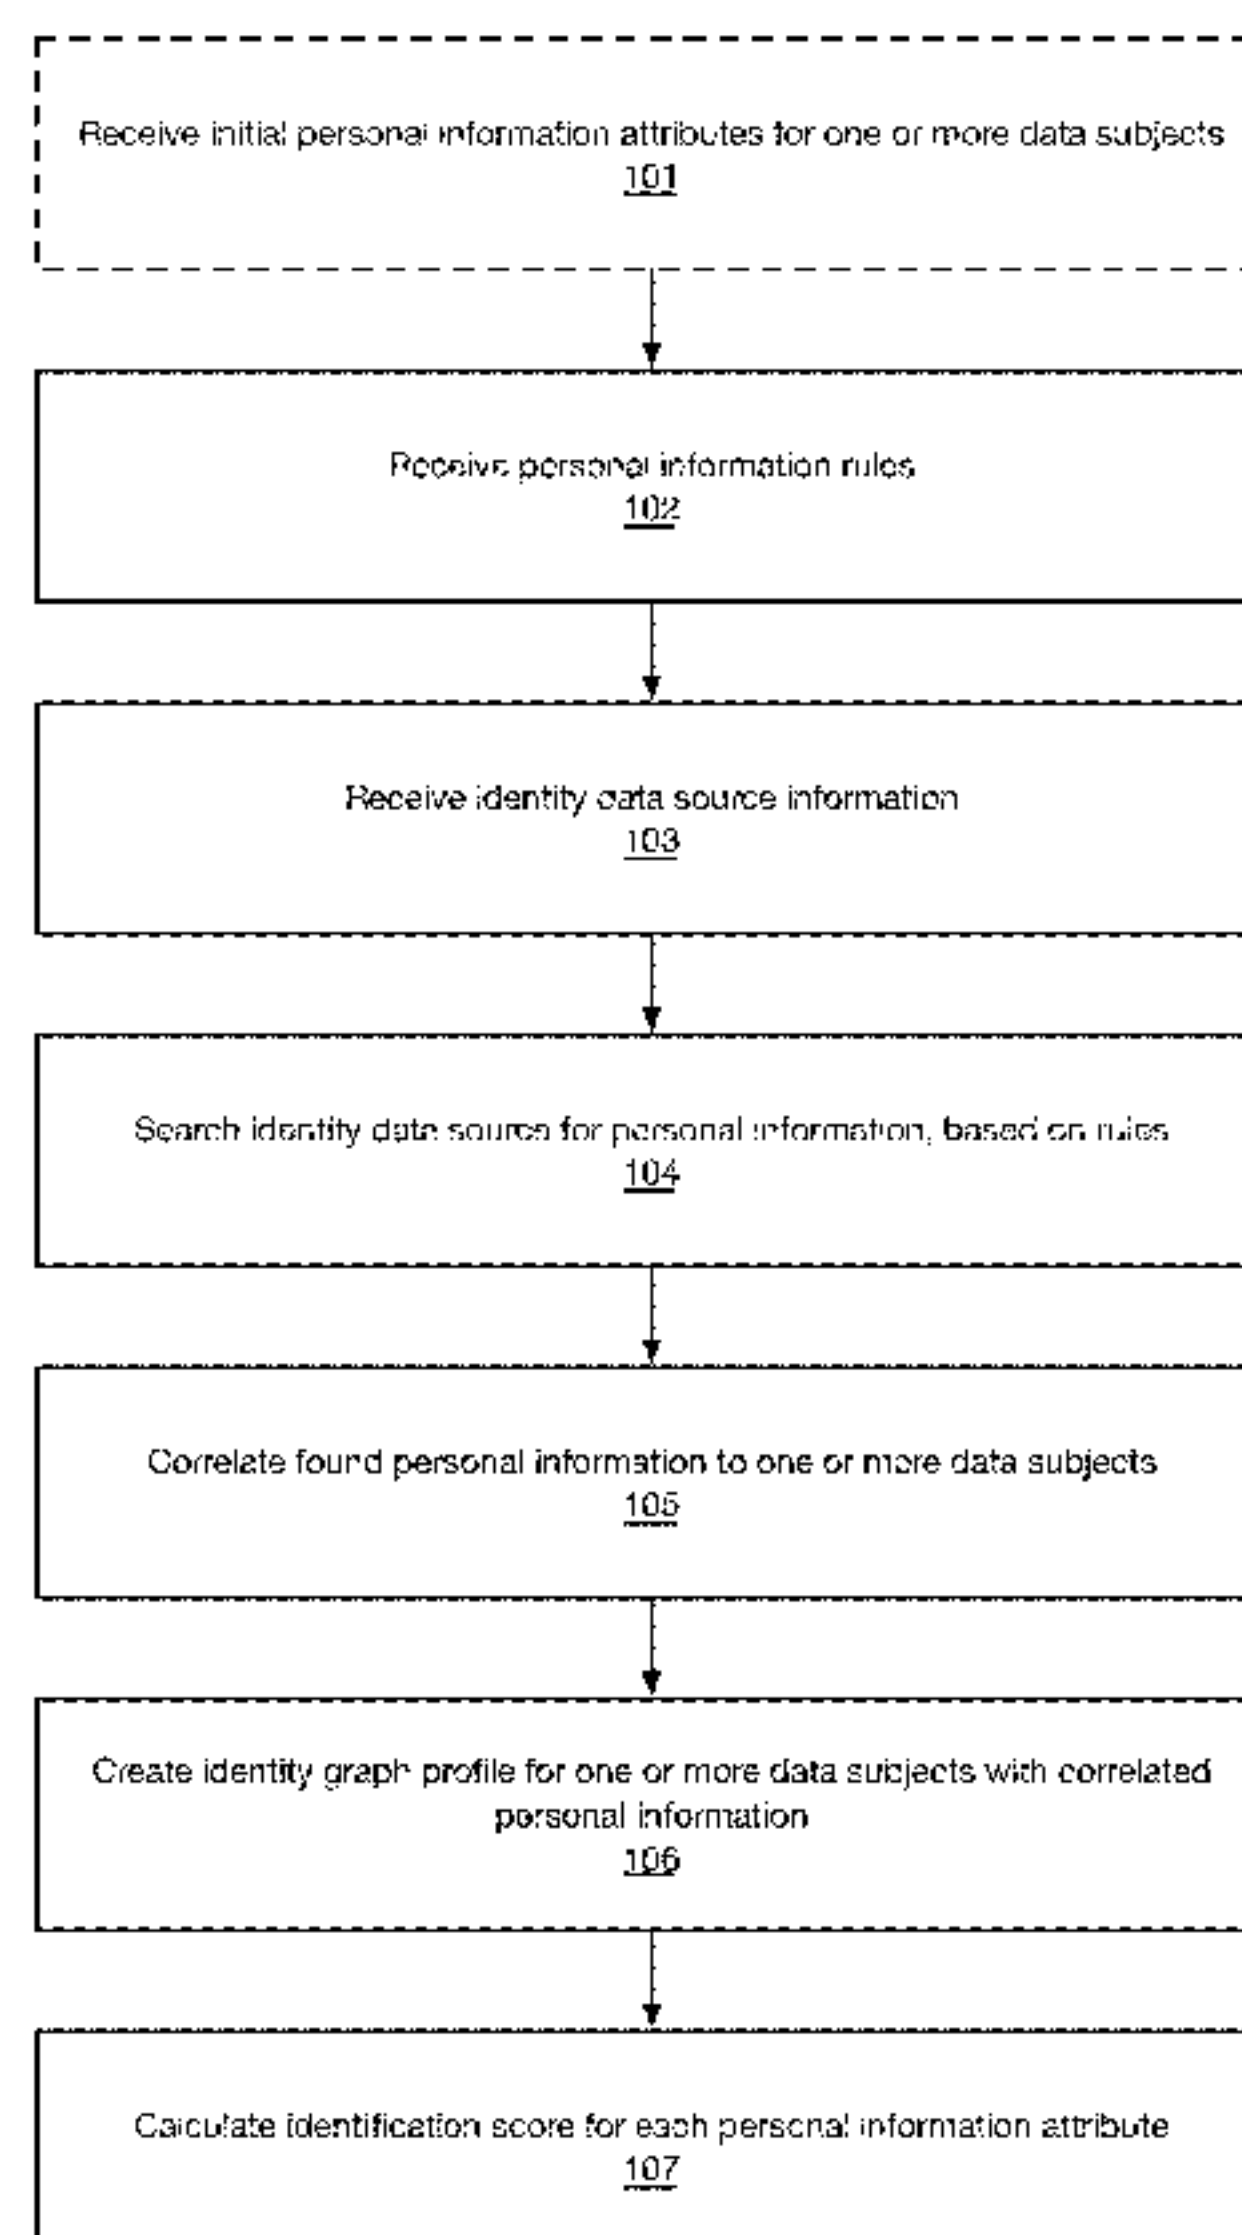 Receive initial personal information attributes for one or more data subjects
101
Receive personal information rules
102
Receive identity data source information
103
Search identity data source for personal information, based on rules
104
Correlate found personal information to one or more data subjects
105
Create identity graph profile for one or more data subjects with correlated
personal information
106
Calculate identification score for each personal information attribute
107